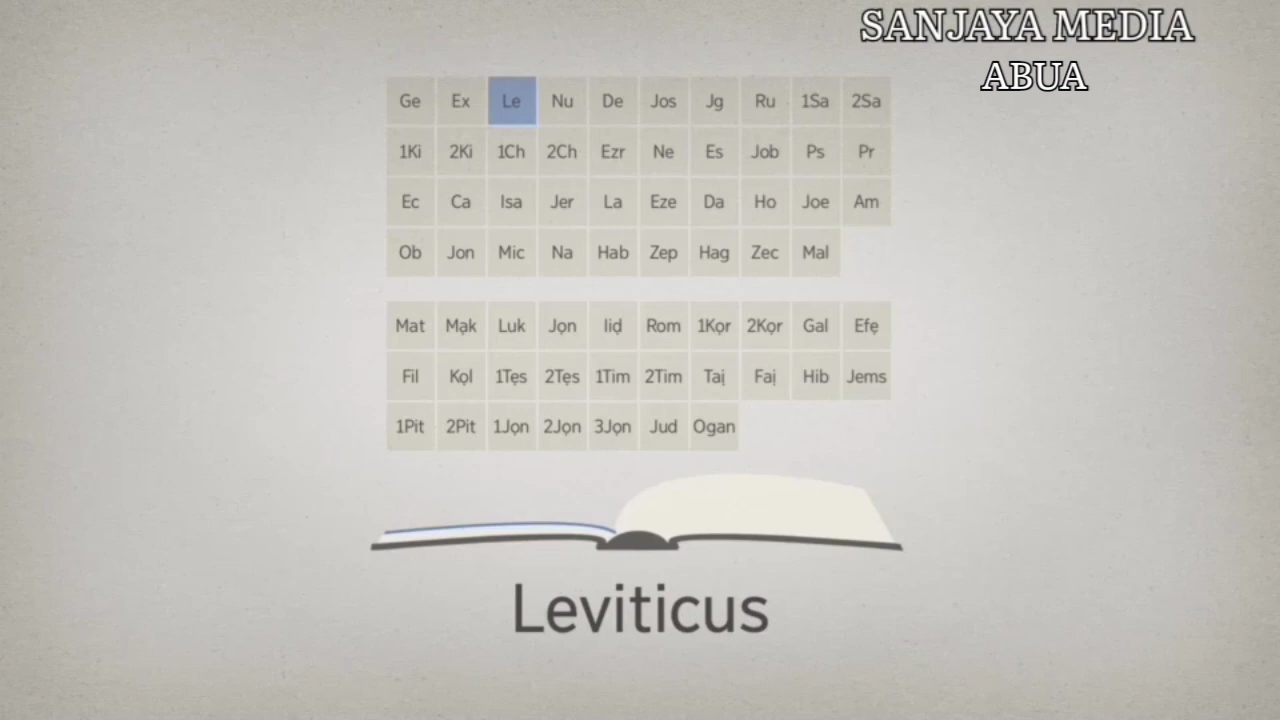 SANJAYA MEDIA
ABUA
Ge Ex Le Nu De Jos Jg Ru 1Sa 2Sa
1Ki 2Ki 1Ch 2Ch Ezr Ne Es Job Ps Pr
Ec Ca Isa Jer La Eze Da Ho Joe Am
Ob Jon Mic Na Hab Zep Hag Zec Mal
Mat Mạk Luk Jọn Iiḍ Rom 1Kọr 2Kọr Gal Efẹ
Fil Kọl 1Tẹs 2Tẹs 1Tim 2Tim Taị Faị Hib Jems
1Pit 2Pit 1Jọn 2Jọn 3Jọn Jud Ogan
Leviticus